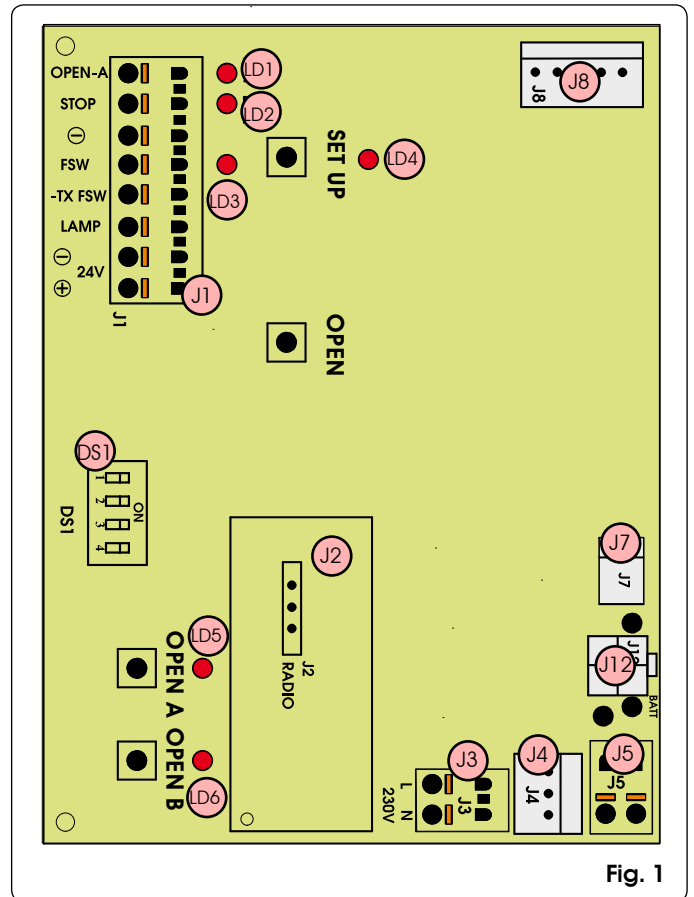 OPEN-A
STOP
⊖
FSW
-TX FSW
LAMP
⊖
24V
⊕
J1
LD1
LD2
LD3
J1
SET UP
LD4
J8
J8
OPEN
DS1
DS1
1
2
3
4
ON
J2
J2
RADIO
LD5
OPEN A
OPEN B
LD6
J7
J7
J12
BATT
J3
J3
L
N
230V
J4
J4
J5
J5
Fig. 1